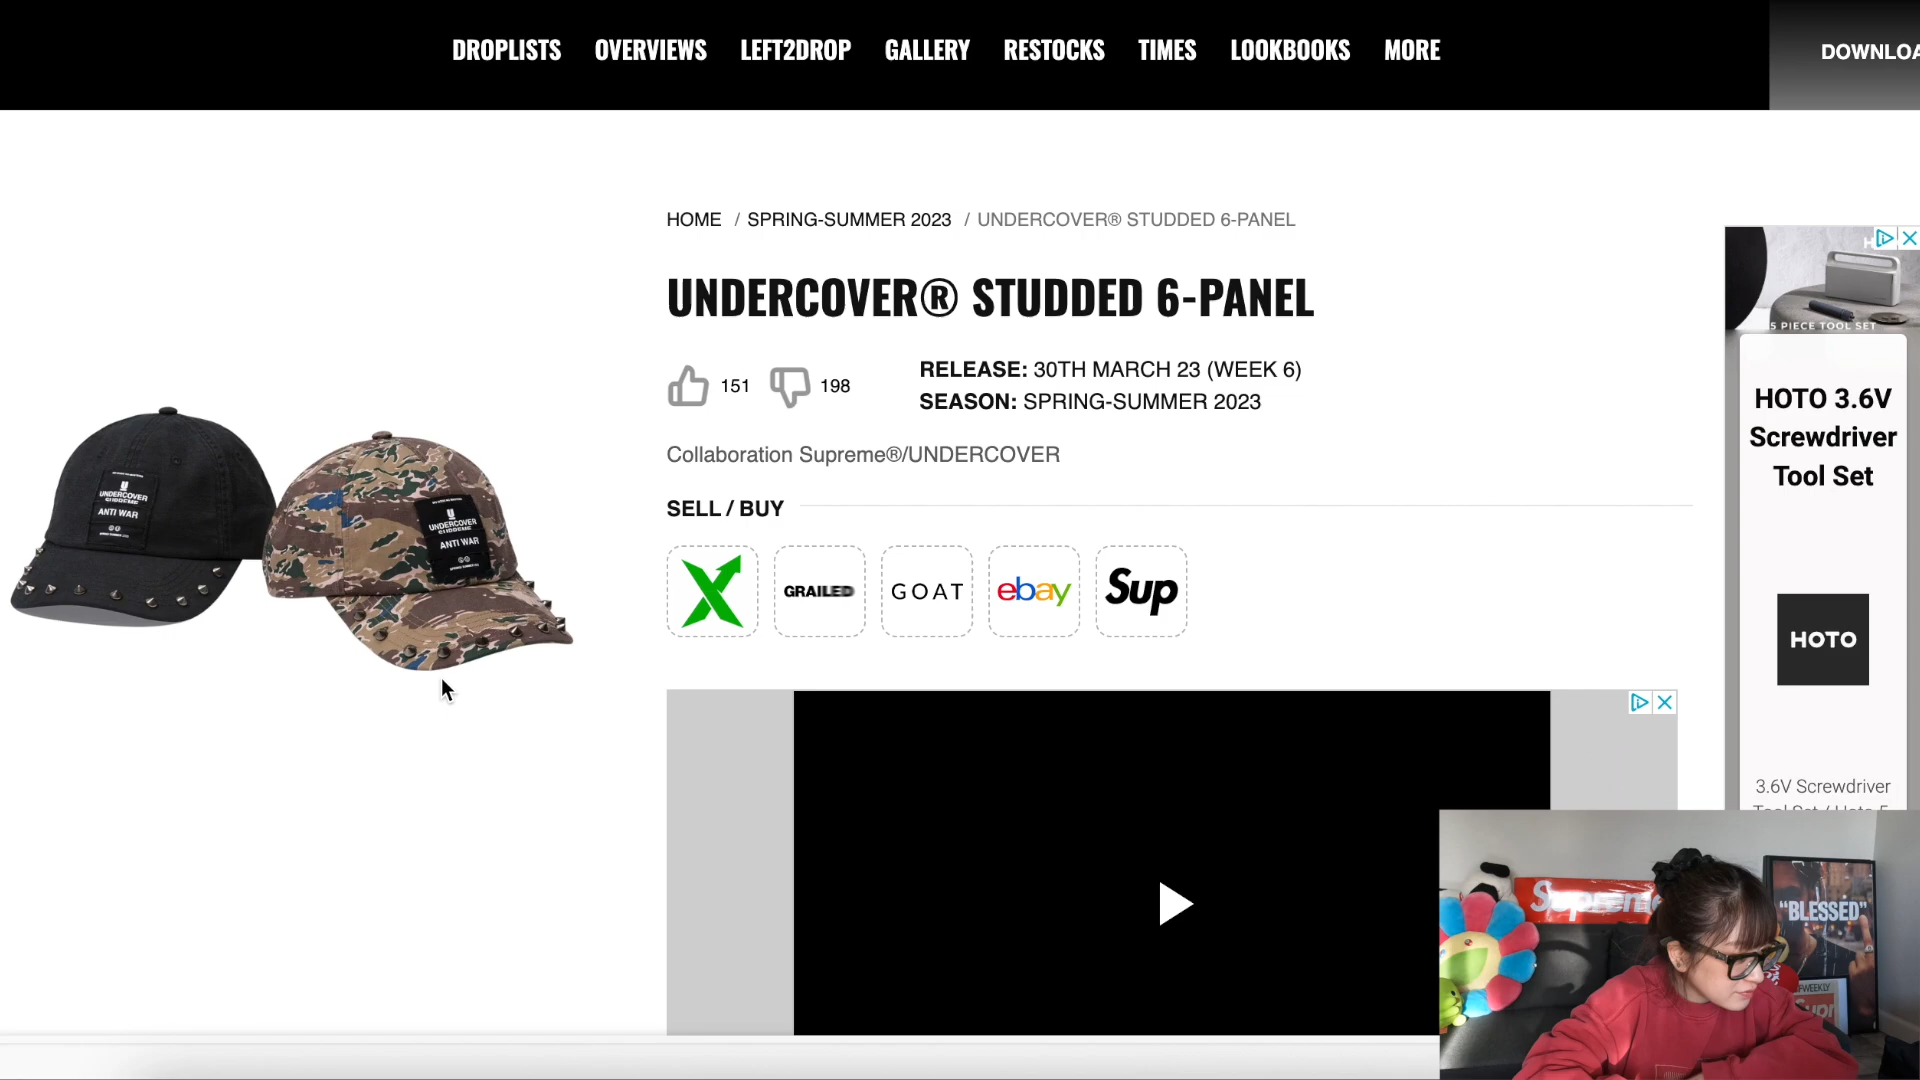 DROPLISTS OVERVIEWS LEFT2DROP GALLERY RESTOCKS TIMES LOOKBOOKS MORE
HOME / SPRING-SUMMER 2023 / UNDERCOVER® STUDDED 6-PANEL
UNDERCOVER® STUDDED 6-PANEL
151 198
RELEASE: 30TH MARCH 23 (WEEK 6)
SEASON: SPRING-SUMMER 2023
Collaboration Supreme®/UNDERCOVER
SELL / BUY
GRAILED GOAT ebay Sup
UNDERCOVER
SUPREME
ANTI WAR
UNDERCOVER
SUPREME
ANTI WAR
5 PIECE TOOL SET
HOTO 3.6V
Screwdriver
Tool Set
HOTO
3.6V Screwdriver
Supreme
"BLESSED"